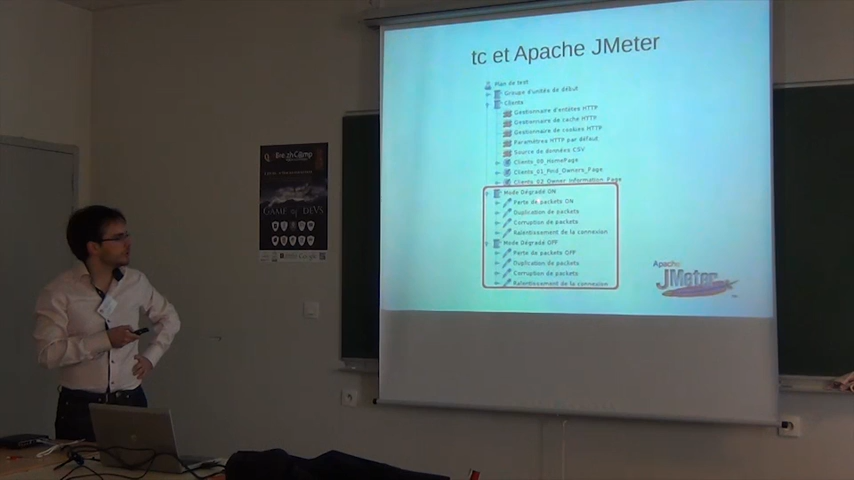 tc et Apache JMeter
Plan de test
Groupe d'unités de début
Clients
Gestionnaire d'entêtes HTTP
Gestionnaire de cache HTTP
Gestionnaire de cookies HTTP
Paramètres HTTP par défaut
Source de données CSV
Clients_00_HomePage
Clients_01_Find_Owners_Page
Clients_02_Owner_Information_Page
Mode Dégradé ON
Perte de packets ON
Duplication de packets
Corruption de packets
Ralentissement de la connexion
Mode Dégradé OFF
Perte de packets OFF
Duplication de packets
Corruption de packets
Ralentissement de la connexion
Apache
JMeter
BreizhCamp
GAME of DEVS